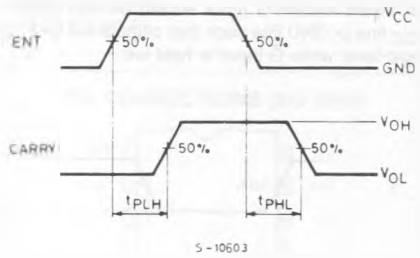 VCC
50%
50%
ENT
GND
VOH
CARRY
50%
50%
VOL
tPLH
tPHL
S-10603